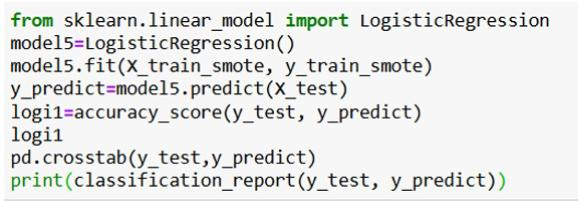 from sklearn.linear_model import LogisticRegression
model5=LogisticRegression()
model5.fit(X_train_smote, y_train_smote)
y_predict=model5.predict(X_test)
logi1=accuracy_score(y_test, y_predict)
logi1
pd.crosstab(y_test,y_predict)
print(classification_report(y_test, y_predict))